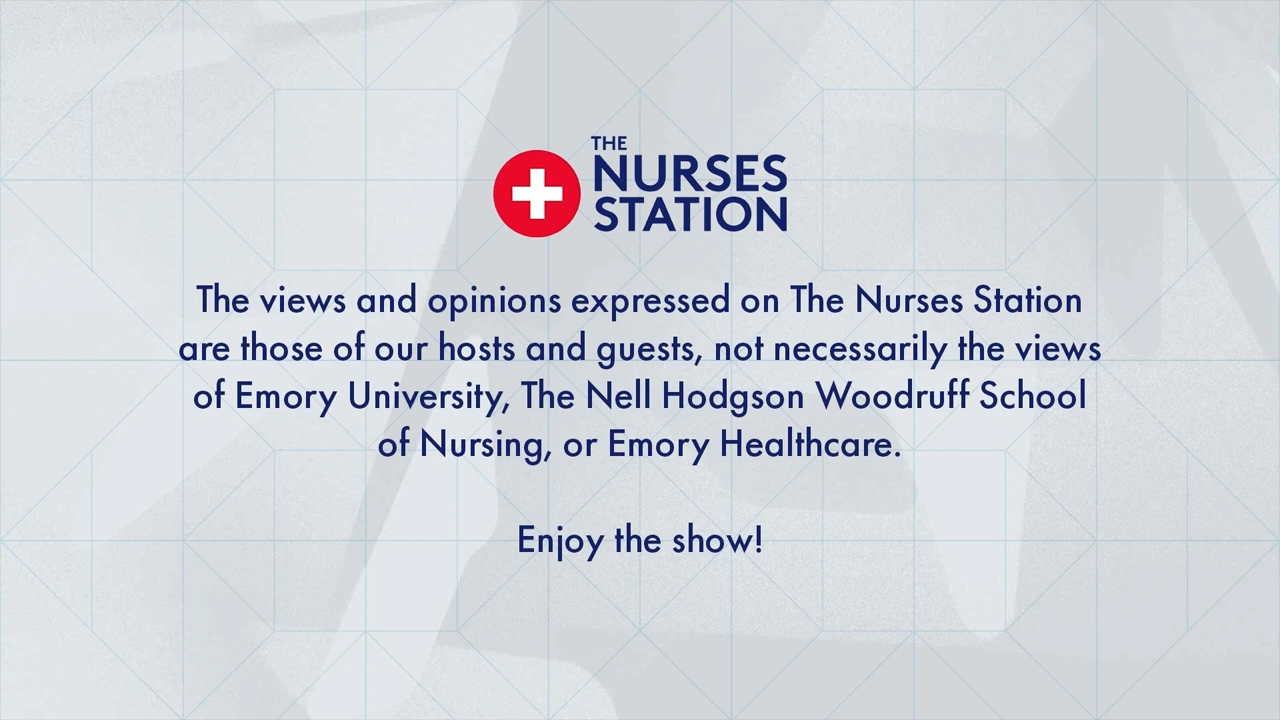 THE
NURSES
STATION
The views and opinions expressed on The Nurses Station
are those of our hosts and guests, not necessarily the views
of Emory University, The Nell Hodgson Woodruff School
of Nursing, or Emory Healthcare.
Enjoy the show!